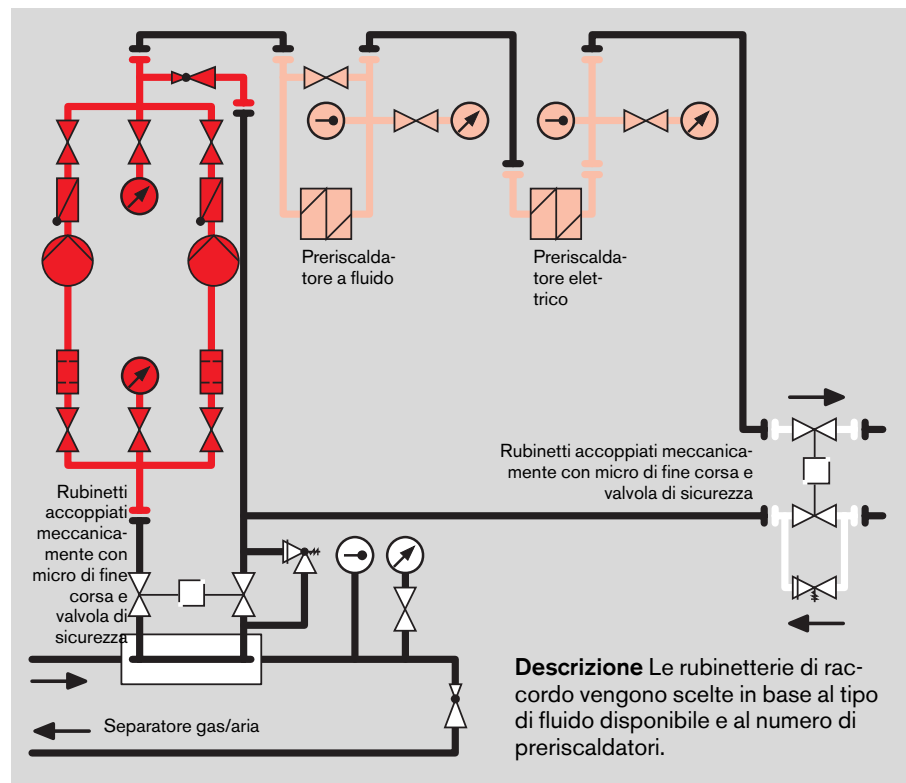 Preriscalda-
tore a fluido
Preriscalda-
tore elet-
trico
Rubinetti accoppiati meccanica-
mente con micro di fine corsa e
valvola di sicurezza
Rubinetti
accoppiati
meccanica-
mente con
micro di fine
corsa e
valvola di
sicurezza
Separatore gas/aria
Descrizione Le rubinetterie di rac-
cordo vengono scelte in base al tipo
di fluido disponibile e al numero di
preriscaldatori.